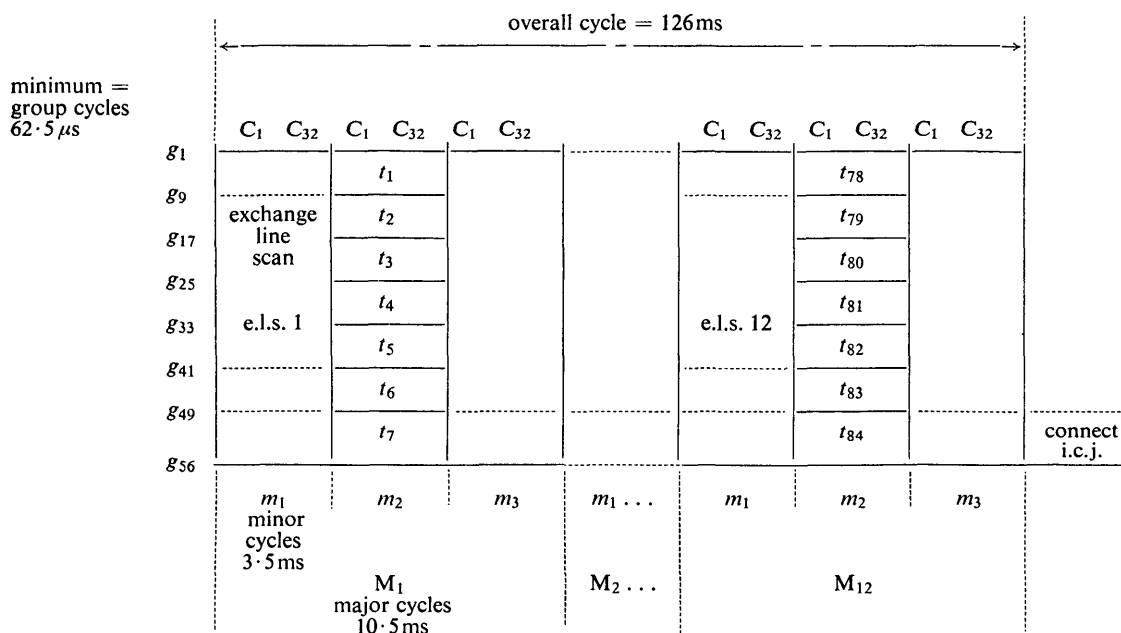 overall cycle = 126ms
minimum =
group cycles
62·5 μs
C₁ C₃₂ C₁ C₃₂ C₁ C₃₂ C₁ C₃₂ C₁ C₃₂ C₁ C₃₂
g₁
t₁ t₇₈
g₉
exchange t₂ t₇₉
line
g₁₇
scan t₃ t₈₀
g₂₅
t₄ t₈₁
g₃₃ e.l.s. 1 e.l.s. 12
t₅ t₈₂
g₄₁
t₆ t₈₃
g₄₉
t₇ t₈₄ connect
i.c.j.
g₅₆
m₁ m₂ m₃ m₁ . . . m₁ m₂ m₃
minor
cycles
3·5ms
M₁ M₂ . . . M₁₂
major cycles
10·5ms